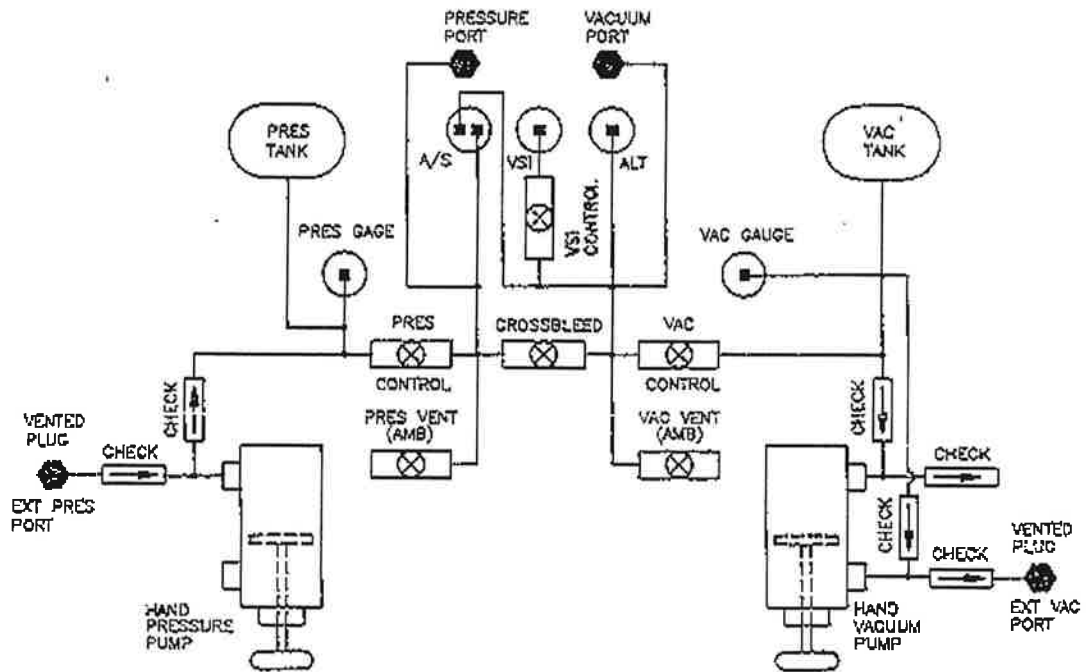 PRESSURE
PORT
VACUUM
PORT
PRES
TANK
A/S
VSI
ALT
VAC
TANK
VSI
CONTROL
PRES GAGE
VAC GAUGE
PRES
CONTROL
CROSSBLEED
VAC
CONTROL
CHECK
PRES VENT
(AMB)
VAC VENT
(AMB)
CHECK
VENTED
PLUG
CHECK
EXT PRES
PORT
CHECK
CHECK
CHECK
VENTED
PLUG
EXT VAC
PORT
HAND
PRESSURE
PUMP
HAND
VACUUM
PUMP